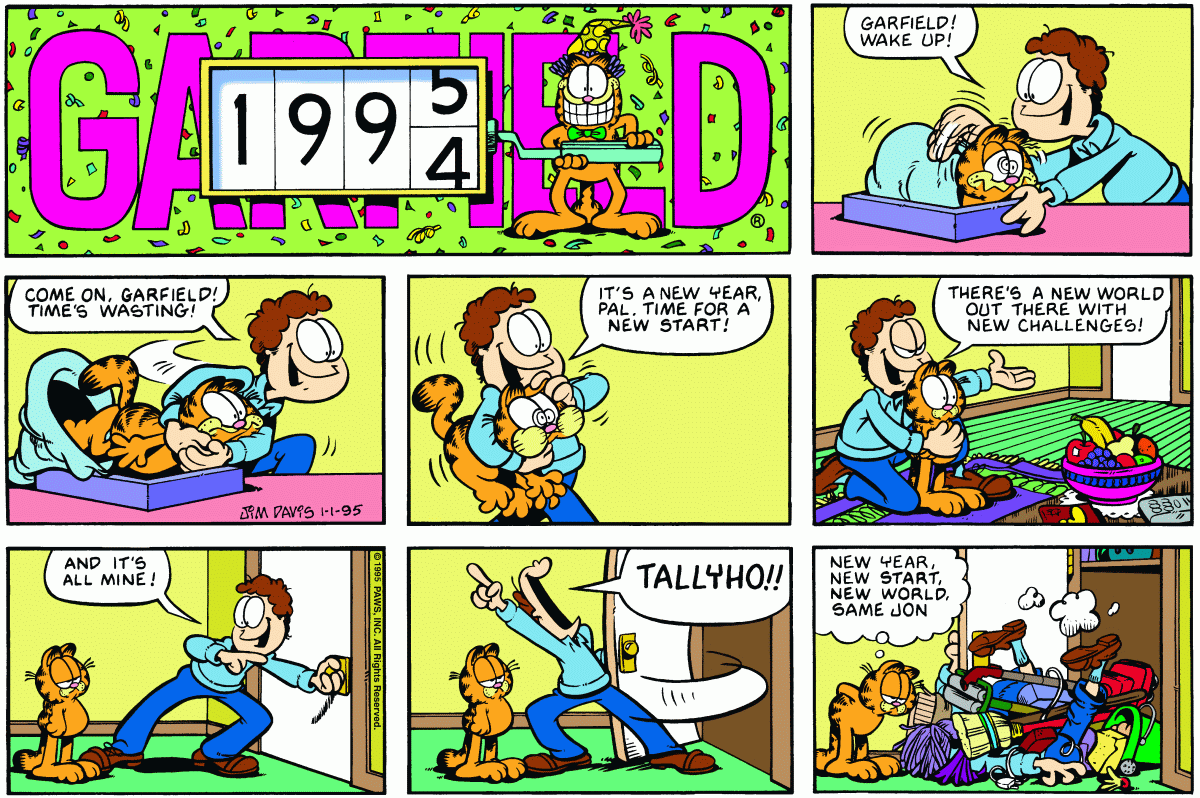 GARFIELD
1995
4
®
GARFIELD!
WAKE UP!
COME ON, GARFIELD!
TIME'S WASTING!
JIM DAVIS 1-1-95
IT'S A NEW YEAR,
PAL. TIME FOR A
NEW START!
THERE'S A NEW WORLD
OUT THERE WITH
NEW CHALLENGES!
AND IT'S
ALL MINE!
© 1995 PAWS, INC. All Rights Reserved.
TALLYHO!!
NEW YEAR,
NEW START,
NEW WORLD,
SAME JON